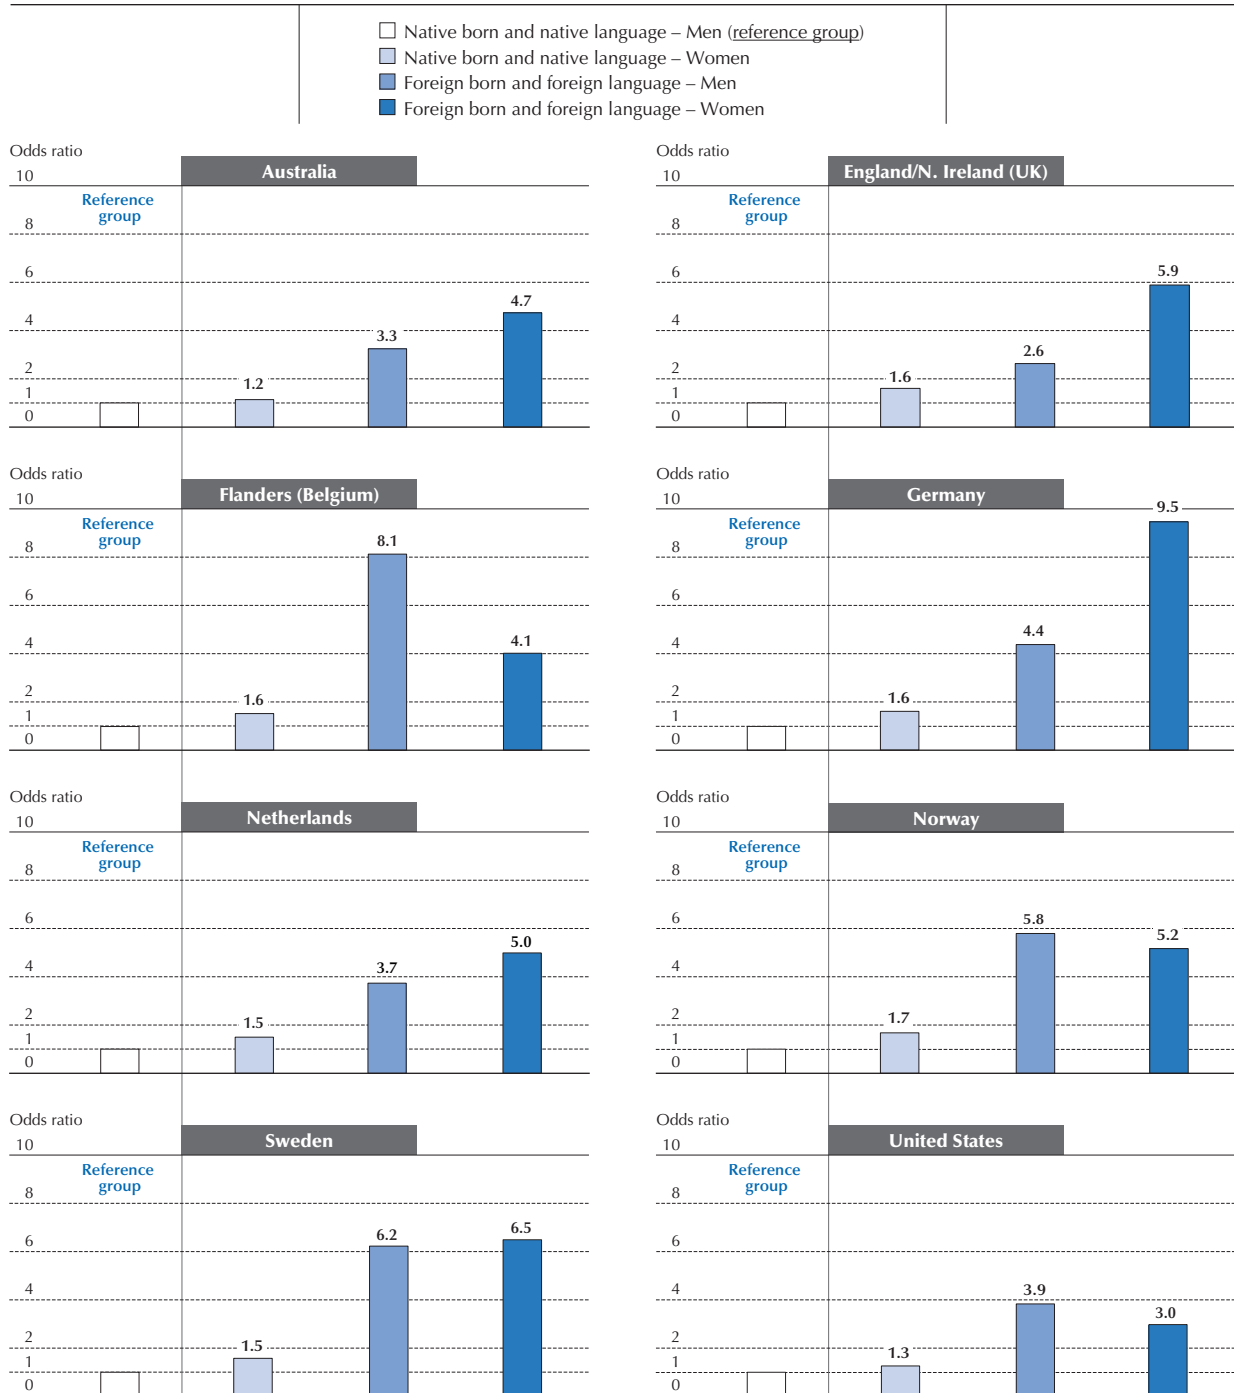 Native born and native language – Men (reference group)
Native born and native language – Women
Foreign born and foreign language – Men
Foreign born and foreign language – Women
Odds ratio
10
Australia
Reference
group
8
6
4
2
1
0
1.2
3.3
4.7
Odds ratio
10
England/N. Ireland (UK)
Reference
group
8
6
4
2
1
0
1.6
2.6
5.9
Odds ratio
10
Flanders (Belgium)
Reference
group
8
6
4
2
1
0
1.6
8.1
4.1
Odds ratio
10
Germany
Reference
group
8
6
4
2
1
0
1.6
4.4
9.5
Odds ratio
10
Netherlands
Reference
group
8
6
4
2
1
0
1.5
3.7
5.0
Odds ratio
10
Norway
Reference
group
8
6
4
2
1
0
1.7
5.8
5.2
Odds ratio
10
Sweden
Reference
group
8
6
4
2
1
0
1.5
6.2
6.5
Odds ratio
10
United States
Reference
group
8
6
4
2
1
0
1.3
3.9
3.0